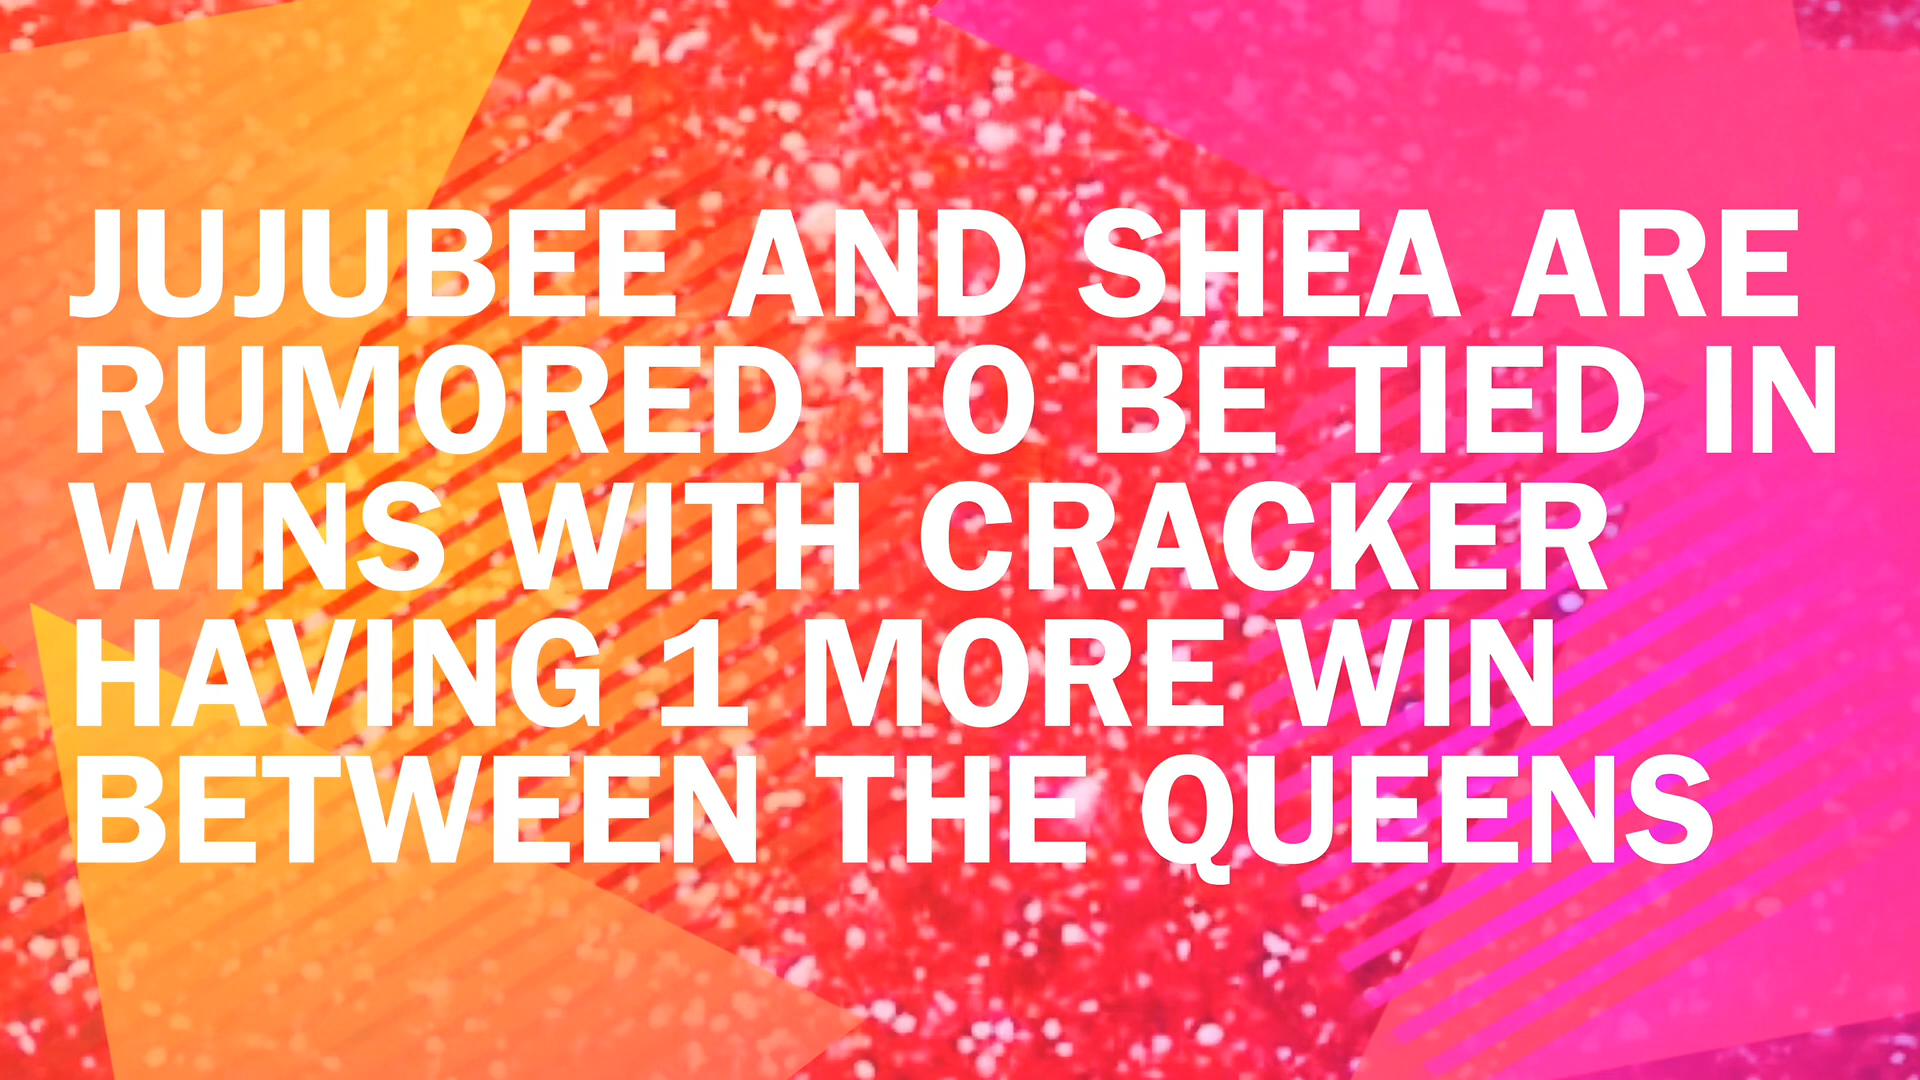 JUJUBEE AND SHEA ARE
RUMORED TO BE TIED IN
WINS WITH CRACKER
HAVING 1 MORE WIN
BETWEEN THE QUEENS